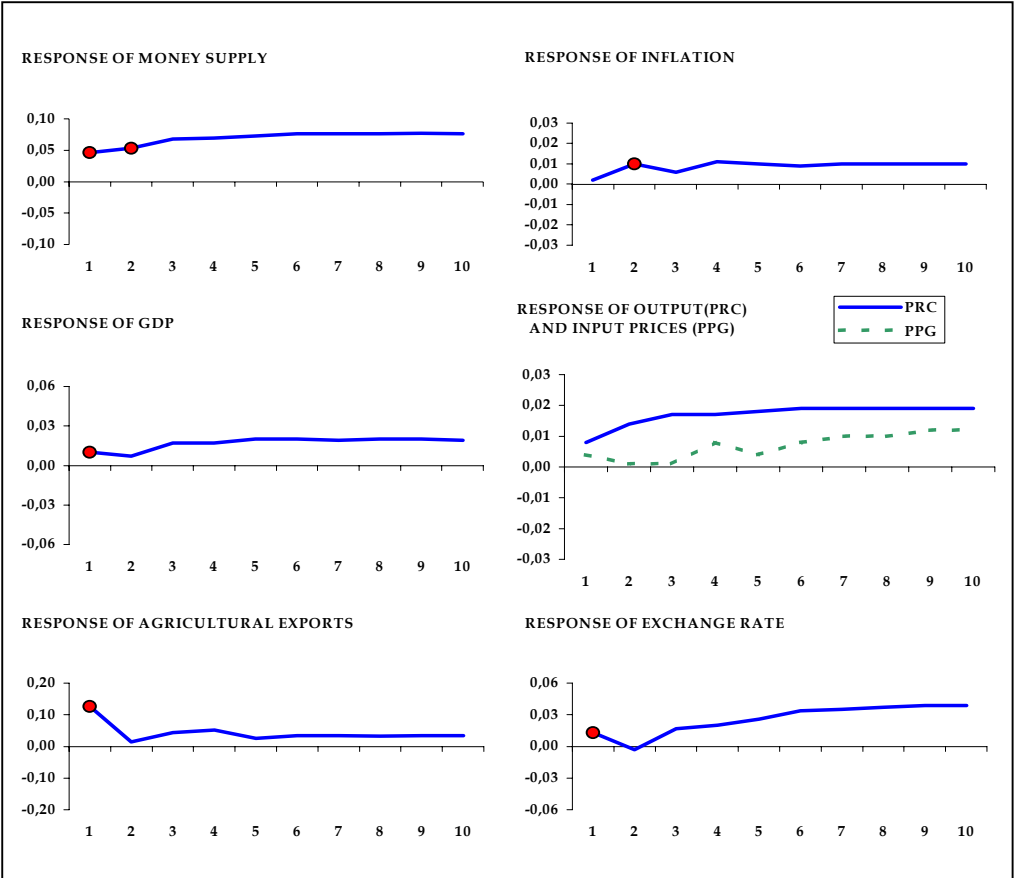 RESPONSE OF MONEY SUPPLY
0,10
0,05
0,00
-0,05
-0,10
1 2 3 4 5 6 7 8 9 10
RESPONSE OF INFLATION
0,03
0,02
0,01
0,00
-0,01
-0,02
-0,03
1 2 3 4 5 6 7 8 9 10
RESPONSE OF GDP
0,06
0,03
0,00
-0,03
-0,06
1 2 3 4 5 6 7 8 9 10
RESPONSE OF OUTPUT(PRC)
AND INPUT PRICES (PPG)
PRC
PPG
0,03
0,02
0,01
0,00
-0,01
-0,02
-0,03
1 2 3 4 5 6 7 8 9 10
RESPONSE OF AGRICULTURAL EXPORTS
0,20
0,10
0,00
-0,10
-0,20
1 2 3 4 5 6 7 8 9 10
RESPONSE OF EXCHANGE RATE
0,06
0,03
0,00
-0,03
-0,06
1 2 3 4 5 6 7 8 9 10